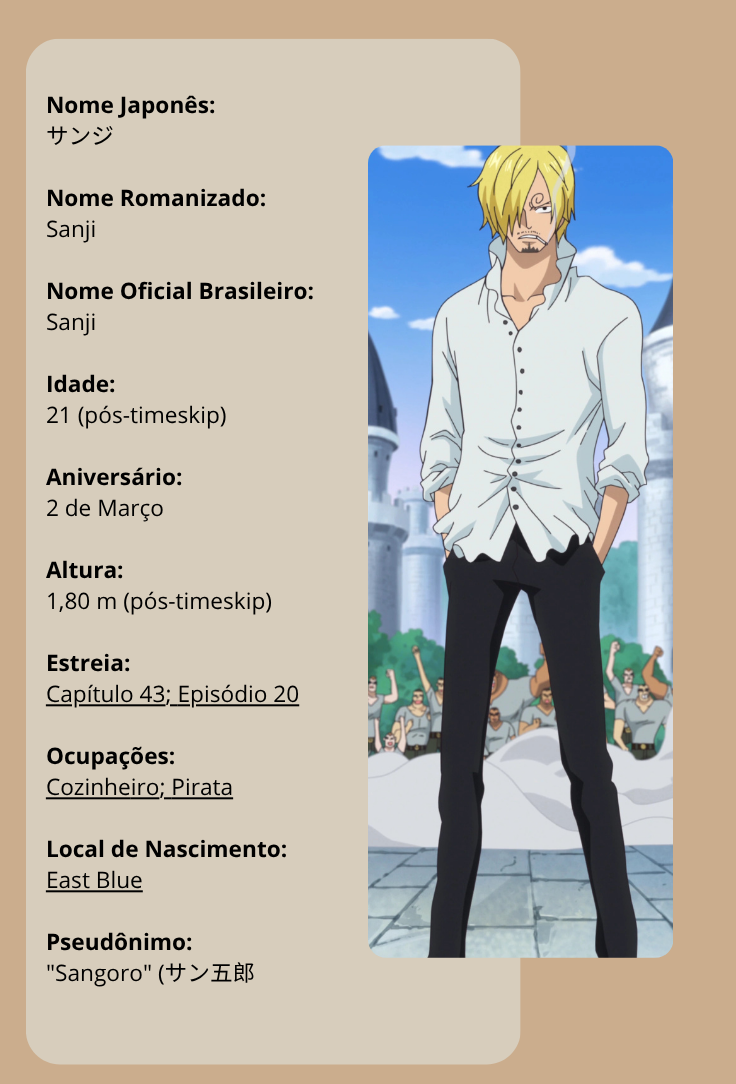 Nome Japonês:
サンジ
Nome Romanizado:
Sanji
Nome Oficial Brasileiro:
Sanji
Idade:
21 (pós-timeskip)
Aniversário:
2 de Março
Altura:
1,80 m (pós-timeskip)
Estreia:
Capítulo 43; Episódio 20
Ocupações:
Cozinheiro; Pirata
Local de Nascimento:
East Blue
Pseudônimo:
"Sangoro" (サン五郎